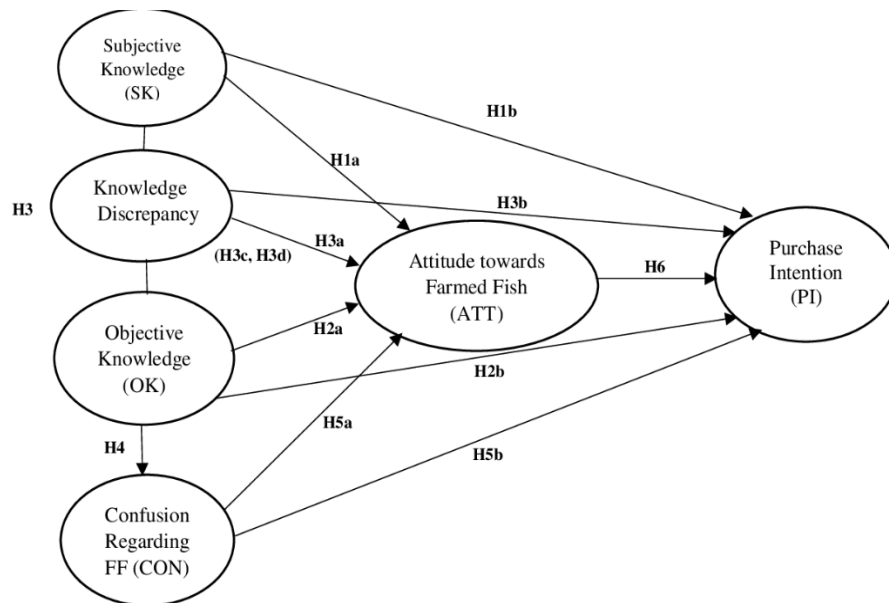 Subjective
Knowledge
(SK)
H1b
H1a
H3
Knowledge
Discrepancy
H3b
H3a
(H3c, H3d)
Attitude towards
Farmed Fish
(ATT)
H6
Purchase
Intention
(PI)
Objective
Knowledge
(OK)
H2a
H2b
H4
H5a
H5b
Confusion
Regarding
FF (CON)